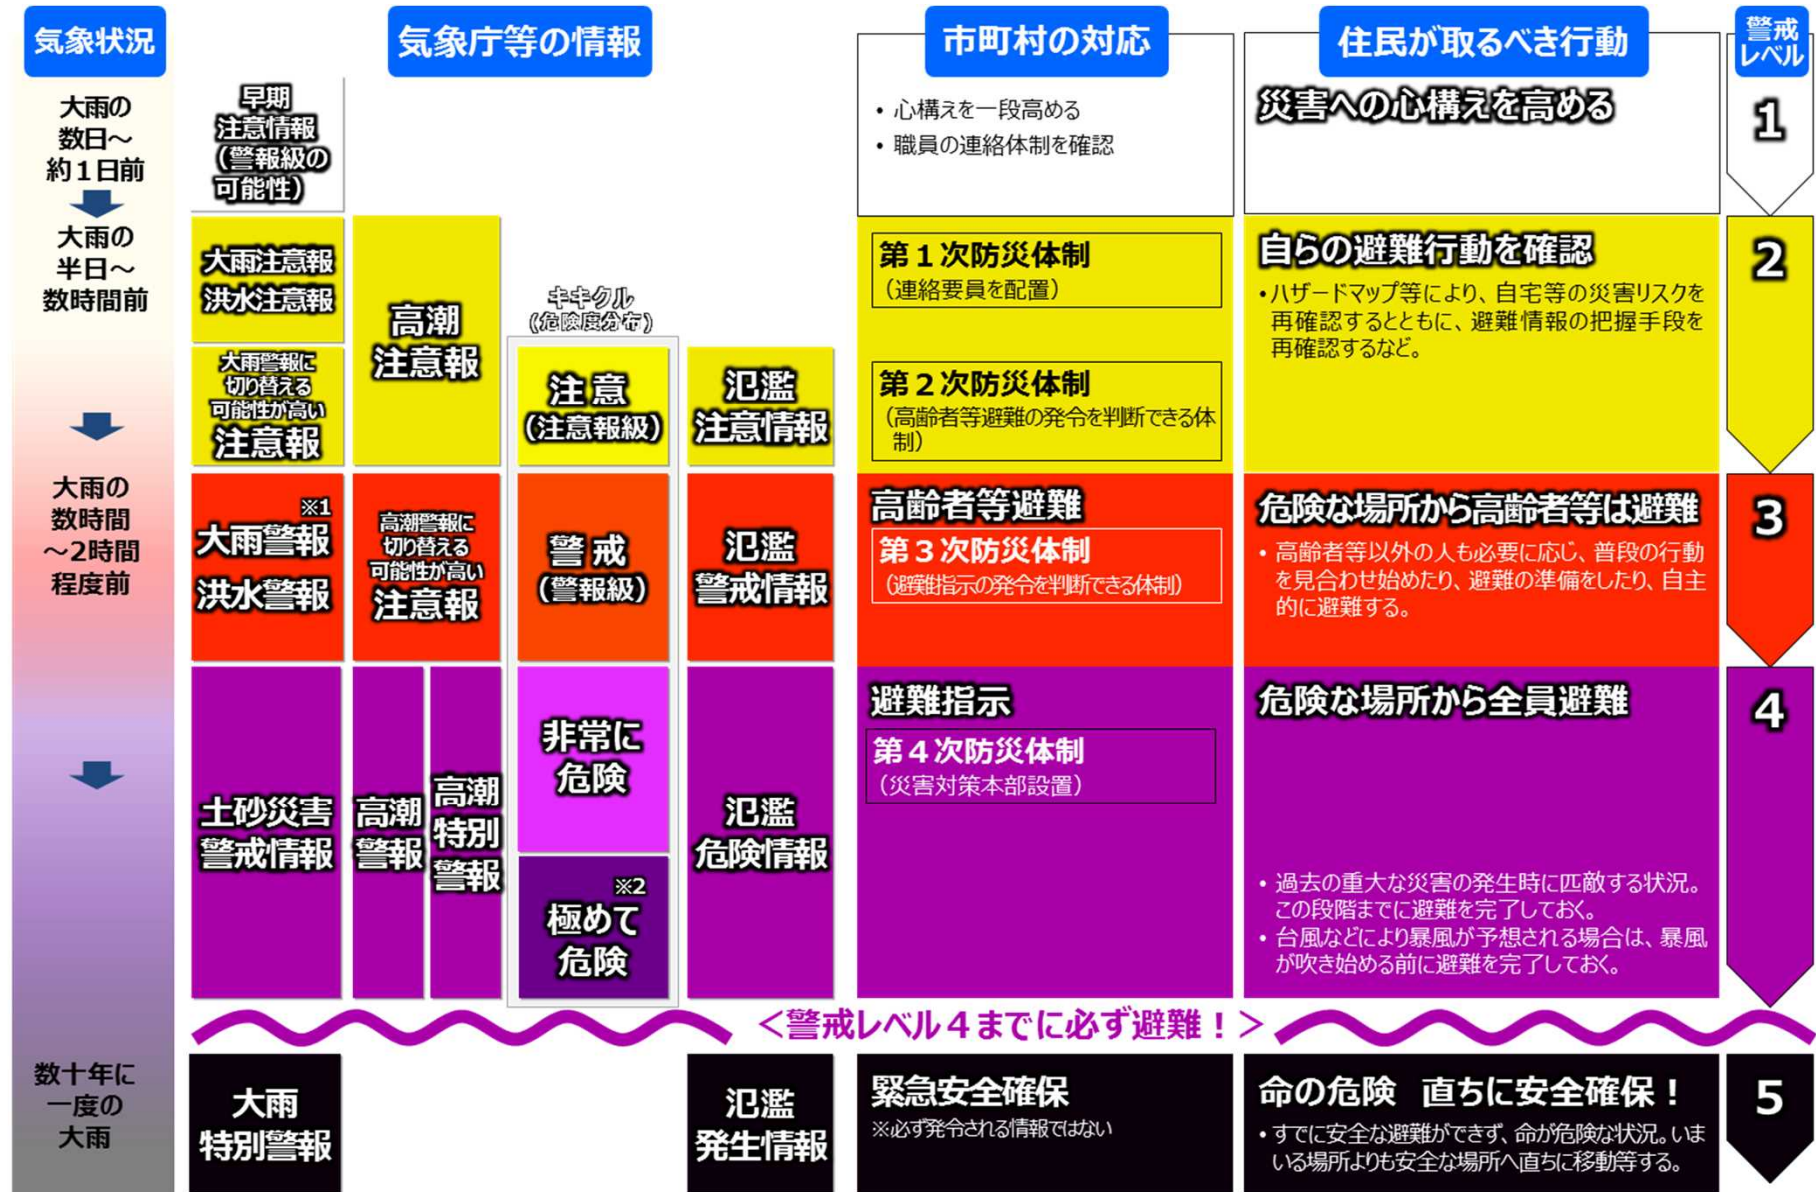 気象状況
気象庁等の情報
市町村の対応
住民が取るべき行動
警戒
レベル
大雨の
数日～
約１日前
早期
注意情報
（警報級の
可能性）
• 心構えを一段高める
• 職員の連絡体制を確認
災害への心構えを高める
1
大雨の
半日～
数時間前
大雨注意報
洪水注意報
大雨警報に
切り替える
可能性が高い
注意報
高潮
注意報
キキクル
（危険度分布）
注意
（注意報級）
氾濫
注意情報
第１次防災体制
（連絡要員を配置）
第２次防災体制
（高齢者等避難の発令を判断できる体
制）
自らの避難行動を確認
• ハザードマップ等により、自宅等の災害リスクを
再確認するとともに、避難情報の把握手段を
再確認するなど。
2
大雨の
数時間
～2時間
程度前
※1
大雨警報
洪水警報
高潮警報に
切り替える
可能性が高い
注意報
警戒
（警報級）
氾濫
警戒情報
高齢者等避難
第３次防災体制
（避難指示の発令を判断できる体制）
危険な場所から高齢者等は避難
• 高齢者等以外の人も必要に応じ、普段の行動
を見合わせ始めたり、避難の準備をしたり、自主
的に避難する。
3
土砂災害
警戒情報
高潮
警報
高潮
特別
警報
非常に
危険
※2
極めて
危険
氾濫
危険情報
避難指示
第４次防災体制
（災害対策本部設置）
危険な場所から全員避難
• 過去の重大な災害の発生時に匹敵する状況。
この段階までに避難を完了しておく。
• 台風などにより暴風が予想される場合は、暴風
が吹き始める前に避難を完了しておく。
4
＜警戒レベル４までに必ず避難！＞
数十年に
一度の
大雨
大雨
特別警報
氾濫
発生情報
緊急安全確保
※必ず発令される情報ではない
命の危険　直ちに安全確保！
• すでに安全な避難ができず、命が危険な状況。いま
いる場所よりも安全な場所へ直ちに移動等する。
5